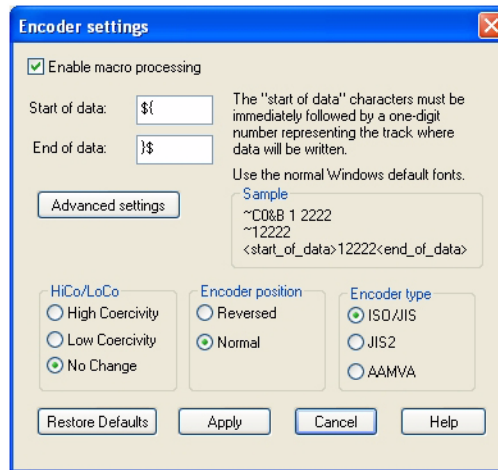 Encoder settings
Enable macro processing
Start of data:
${
End of data:
}$
The "start of data" characters must be
immediately followed by a one-digit
number representing the track where
data will be written.
Use the normal Windows default fonts.
Advanced settings
Sample
~C0&B 1 2222
~12222
<start_of_data>12222<end_of_data>
HiCo/LoCo
High Coercivity
Low Coercivity
No Change
Encoder position
Reversed
Normal
Encoder type
ISO/JIS
JIS2
AAMVA
Restore Defaults
Apply
Cancel
Help